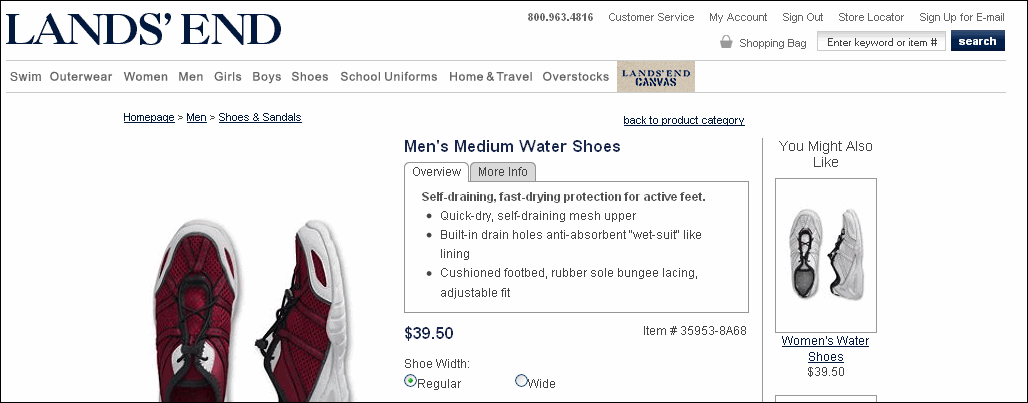 LANDS' END
800.963.4816 Customer Service My Account Sign Out Store Locator Sign Up for E-mail
Shopping Bag Enter keyword or item # search
Swim Outerwear Women Men Girls Boys Shoes School Uniforms Home & Travel Overstocks LANDS' END CANVAS
Homepage > Men > Shoes & Sandals
back to product category
Men's Medium Water Shoes
Overview More Info
Self-draining, fast-drying protection for active feet.
• Quick-dry, self-draining mesh upper
• Built-in drain holes anti-absorbent "wet-suit" like
lining
• Cushioned footbed, rubber sole bungee lacing,
adjustable fit
$39.50 Item # 35953-8A68
Shoe Width:
Regular Wide
You Might Also
Like
Women's Water
Shoes
$39.50